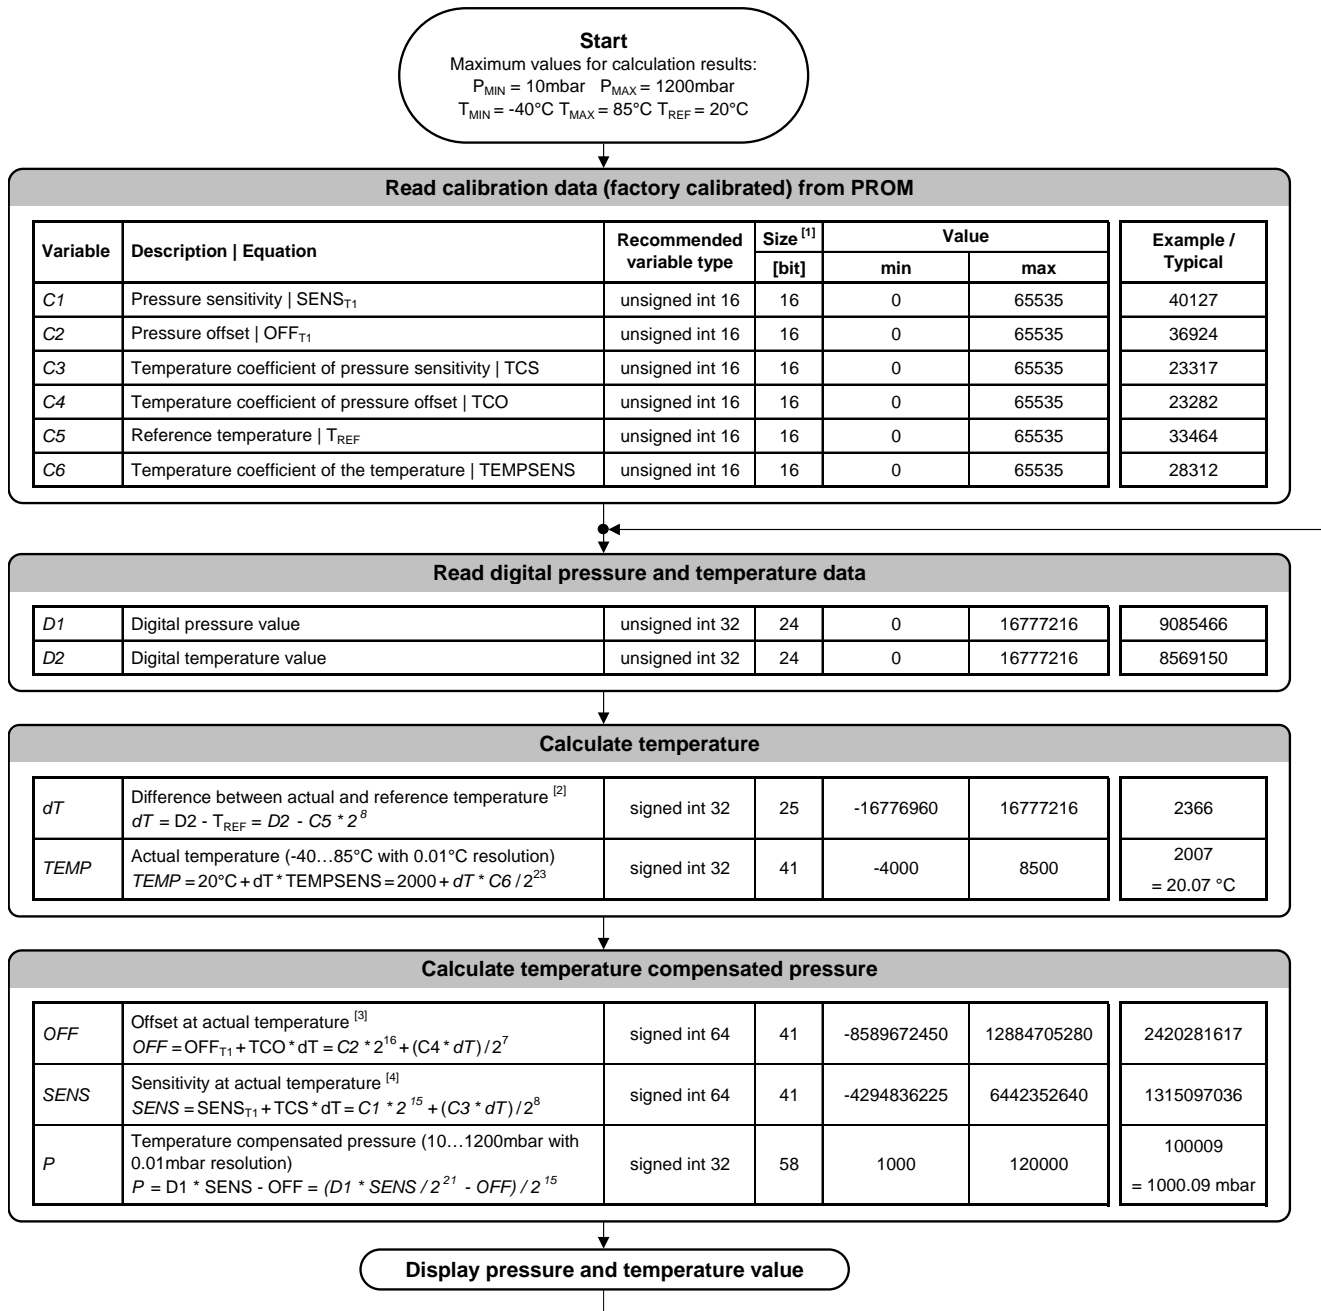 Start
Maximum values for calculation results:
P_MIN = 10mbar P_MAX = 1200mbar
T_MIN = -40°C T_MAX = 85°C T_REF = 20°C
Read calibration data (factory calibrated) from PROM
Variable Description | Equation Recommended variable type Size [1] [bit] Value min max Example / Typical
C1 Pressure sensitivity | SENS_T1 unsigned int 16 16 0 65535 40127
C2 Pressure offset | OFF_T1 unsigned int 16 16 0 65535 36924
C3 Temperature coefficient of pressure sensitivity | TCS unsigned int 16 16 0 65535 23317
C4 Temperature coefficient of pressure offset | TCO unsigned int 16 16 0 65535 23282
C5 Reference temperature | T_REF unsigned int 16 16 0 65535 33464
C6 Temperature coefficient of the temperature | TEMPSENS unsigned int 16 16 0 65535 28312
Read digital pressure and temperature data
D1 Digital pressure value unsigned int 32 24 0 16777216 9085466
D2 Digital temperature value unsigned int 32 24 0 16777216 8569150
Calculate temperature
dT Difference between actual and reference temperature [2]
dT = D2 - T_REF = D2 - C5 * 2^8
signed int 32 25 -16776960 16777216 2366
TEMP Actual temperature (-40…85°C with 0.01°C resolution)
TEMP = 20°C + dT * TEMPSENS = 2000 + dT * C6 / 2^23
signed int 32 41 -4000 8500 2007
= 20.07 °C
Calculate temperature compensated pressure
OFF Offset at actual temperature [3]
OFF = OFF_T1 + TCO * dT = C2 * 2^16 + (C4 * dT) / 2^7
signed int 64 41 -8589672450 12884705280 2420281617
SENS Sensitivity at actual temperature [4]
SENS = SENS_T1 + TCS * dT = C1 * 2^15 + (C3 * dT) / 2^8
signed int 64 41 -4294836225 6442352640 1315097036
P Temperature compensated pressure (10…1200mbar with
0.01mbar resolution)
P = D1 * SENS - OFF = (D1 * SENS / 2^21 - OFF) / 2^15
signed int 32 58 1000 120000 100009
= 1000.09 mbar
Display pressure and temperature value